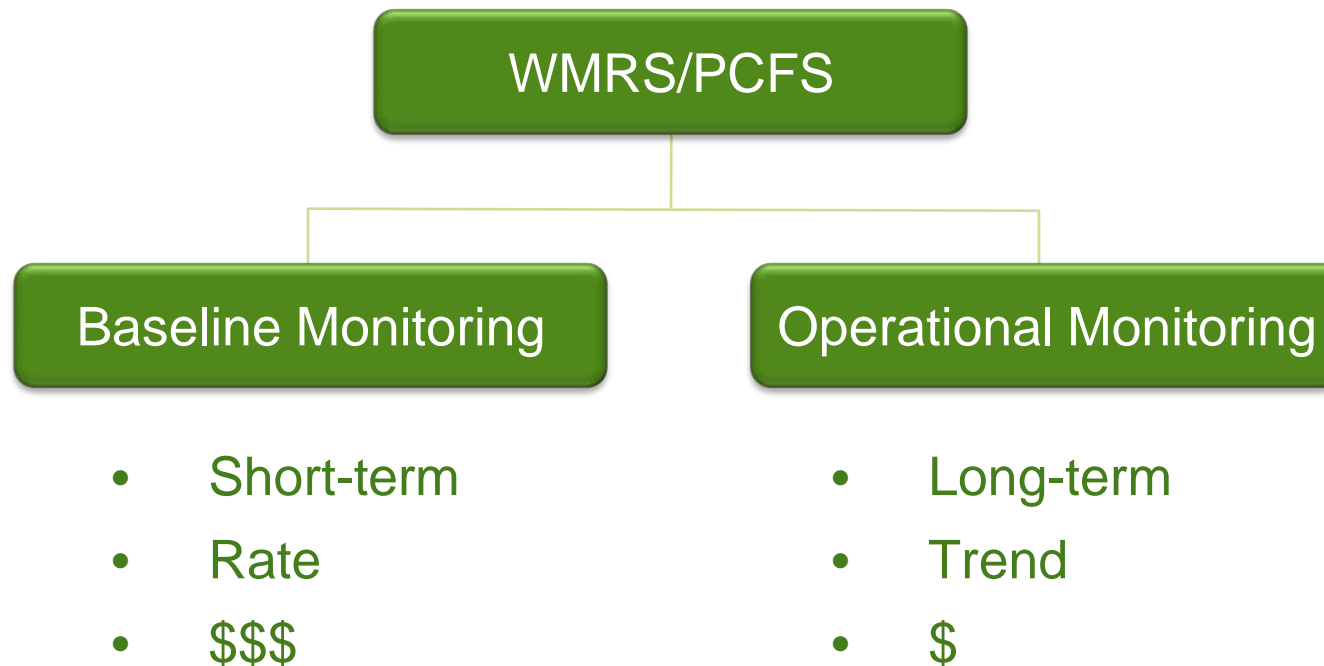 WMRS/PCFS
Baseline Monitoring
• Short-term
• Rate
• $$$
Operational Monitoring
• Long-term
• Trend
• $